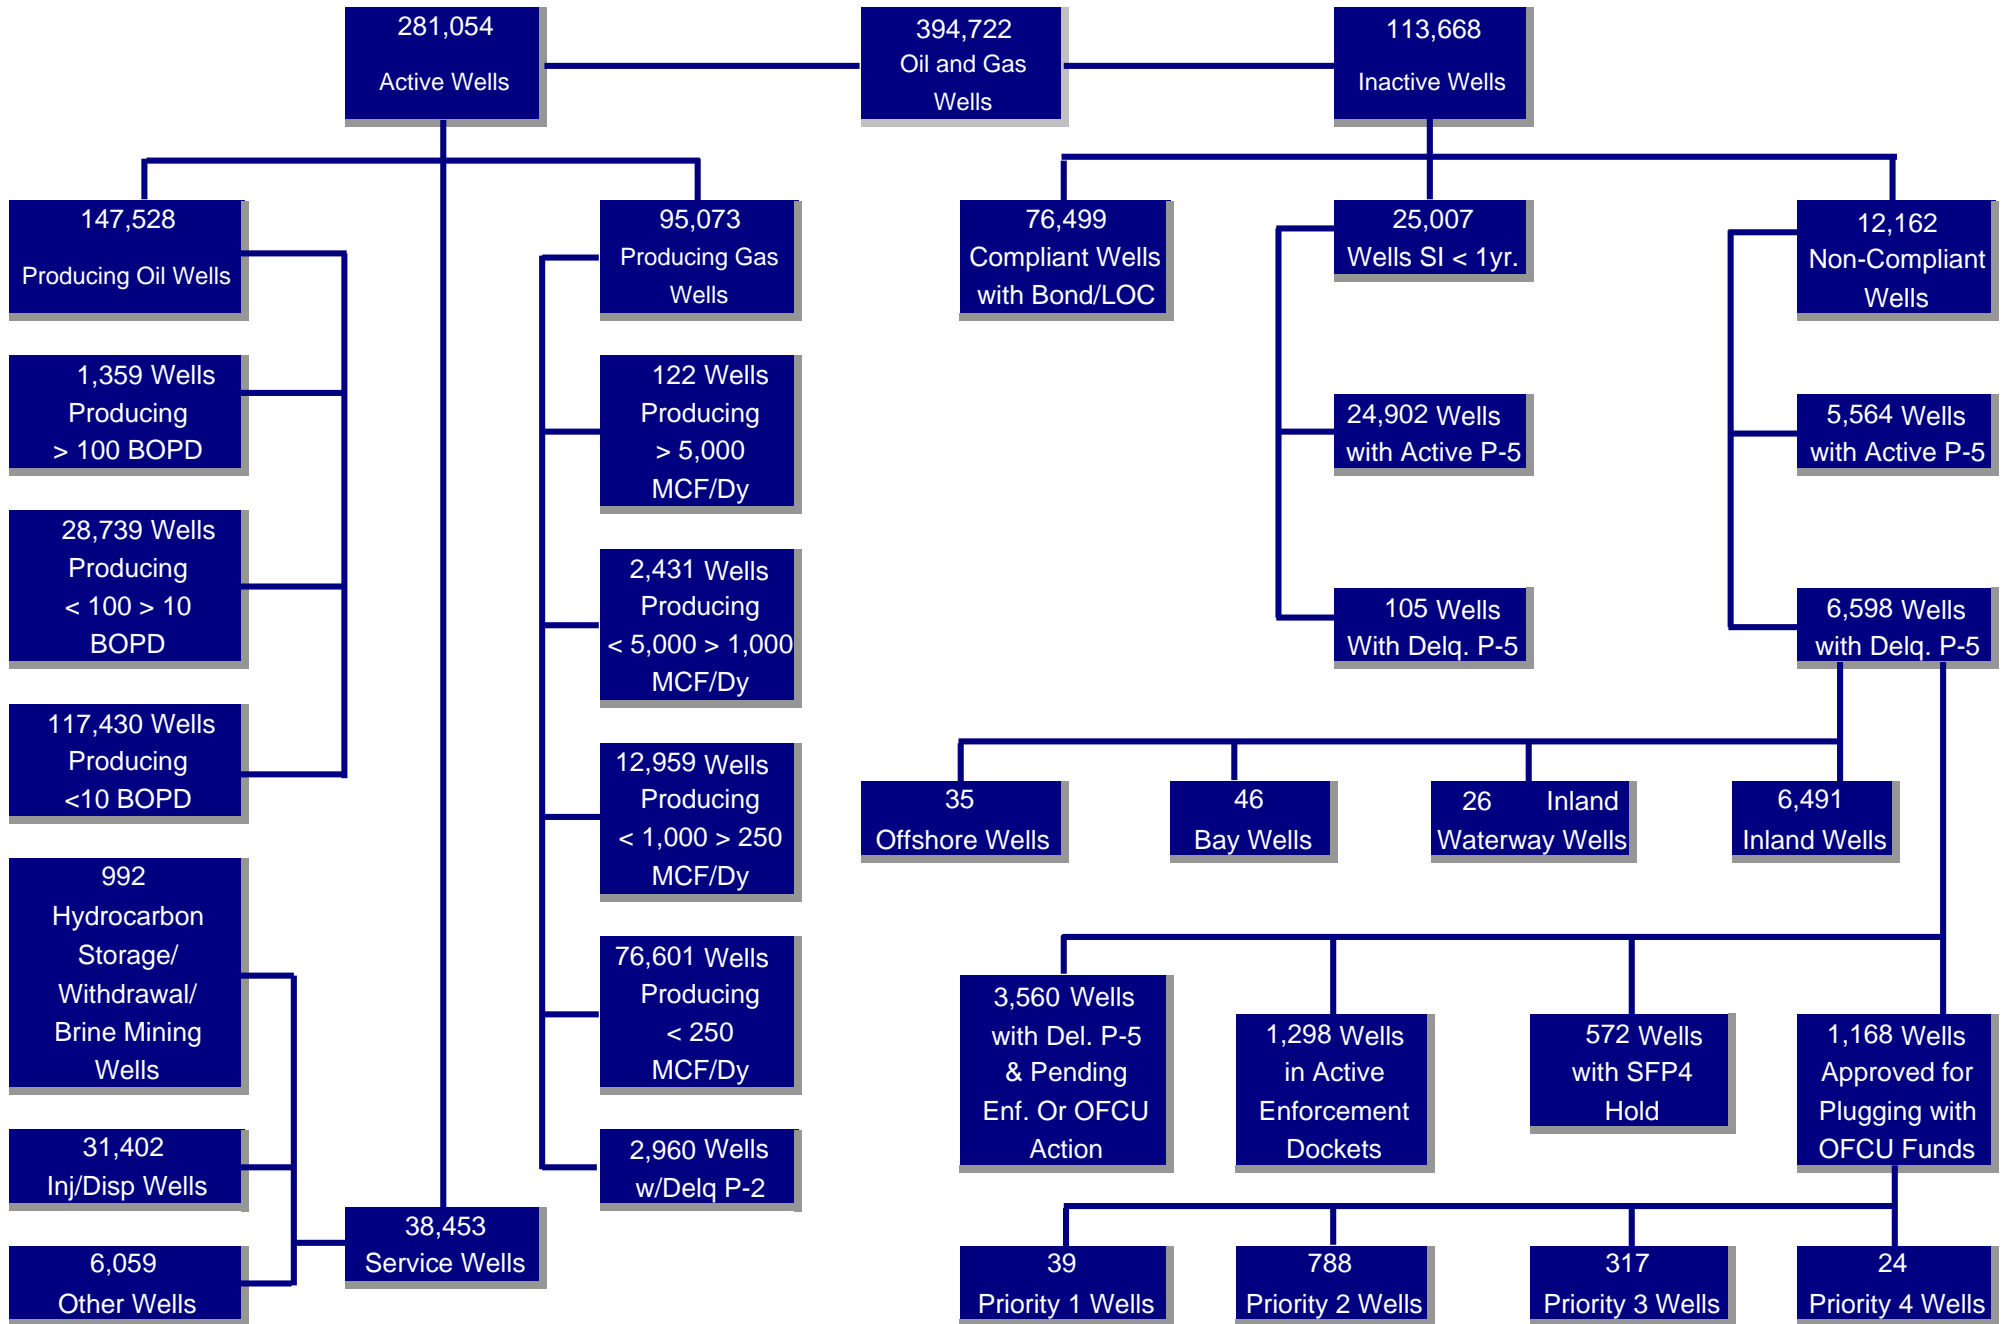 281,054
Active Wells
394,722
Oil and Gas
Wells
113,668
Inactive Wells
147,528
Producing Oil Wells
95,073
Producing Gas
Wells
76,499
Compliant Wells
with Bond/LOC
25,007
Wells SI < 1yr.
12,162
Non-Compliant
Wells
1,359 Wells
Producing
> 100 BOPD
122 Wells
Producing
> 5,000
MCF/Dy
24,902 Wells
with Active P-5
5,564 Wells
with Active P-5
28,739 Wells
Producing
< 100 > 10
BOPD
2,431 Wells
Producing
< 5,000 > 1,000
MCF/Dy
105 Wells
With Delq. P-5
6,598 Wells
with Delq. P-5
117,430 Wells
Producing
<10 BOPD
12,959 Wells
Producing
< 1,000 > 250
MCF/Dy
35
Offshore Wells
46
Bay Wells
26 Inland
Waterway Wells
6,491
Inland Wells
992
Hydrocarbon
Storage/
Withdrawal/
Brine Mining
Wells
76,601 Wells
Producing
< 250
MCF/Dy
3,560 Wells
with Del. P-5
& Pending
Enf. Or OFCU
Action
1,298 Wells
in Active
Enforcement
Dockets
572 Wells
with SFP4
Hold
1,168 Wells
Approved for
Plugging with
OFCU Funds
31,402
Inj/Disp Wells
2,960 Wells
w/Delq P-2
38,453
Service Wells
6,059
Other Wells
39
Priority 1 Wells
788
Priority 2 Wells
317
Priority 3 Wells
24
Priority 4 Wells